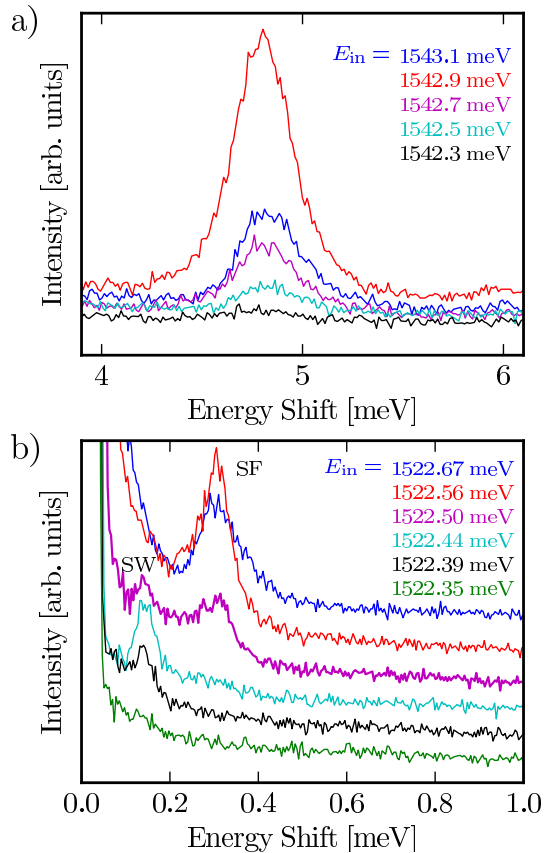 a)
E_in = 1543.1 meV
1542.9 meV
1542.7 meV
1542.5 meV
1542.3 meV
Intensity [arb. units]
4 5 6
Energy Shift [meV]
b)
SF
E_in = 1522.67 meV
1522.56 meV
1522.50 meV
1522.44 meV
1522.39 meV
1522.35 meV
SW
Intensity [arb. units]
0.0 0.2 0.4 0.6 0.8 1.0
Energy Shift [meV]